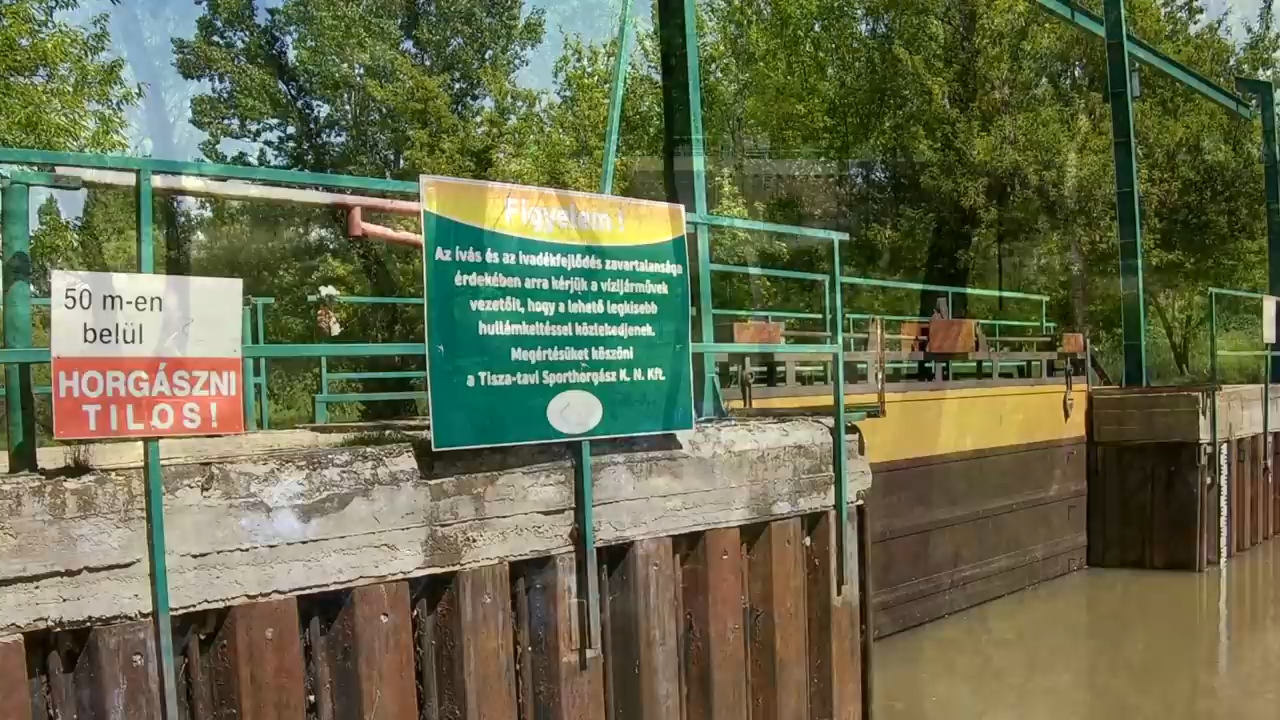 50 m-en
belül
HORGÁSZNI
TILOS!
Figyelem !
Az ívás és az ivadékfejlődés zavartalansága
érdekében arra kérjük a vízijárművek
vezetőit, hogy a lehető legkisebb
hullámkeltéssel közlekedjenek.
Megértésüket köszöni
a Tisza-tavi Sporthorgász K. N. Kft.